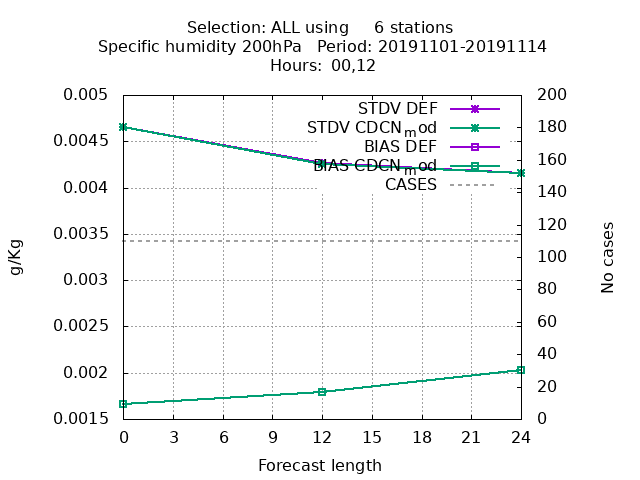 Selection: ALL using     6 stations
Specific humidity 200hPa   Period: 20191101-20191114
Hours: 00,12
0.005
0.0045
0.004
0.0035
0.003
0.0025
0.002
0.0015
g/Kg
STDV DEF
STDV CDCN_mod
BIAS DEF
BIAS CDCN_mod
CASES
200
180
160
140
120
100
80
60
40
20
0
No cases
0 3 6 9 12 15 18 21 24
Forecast length